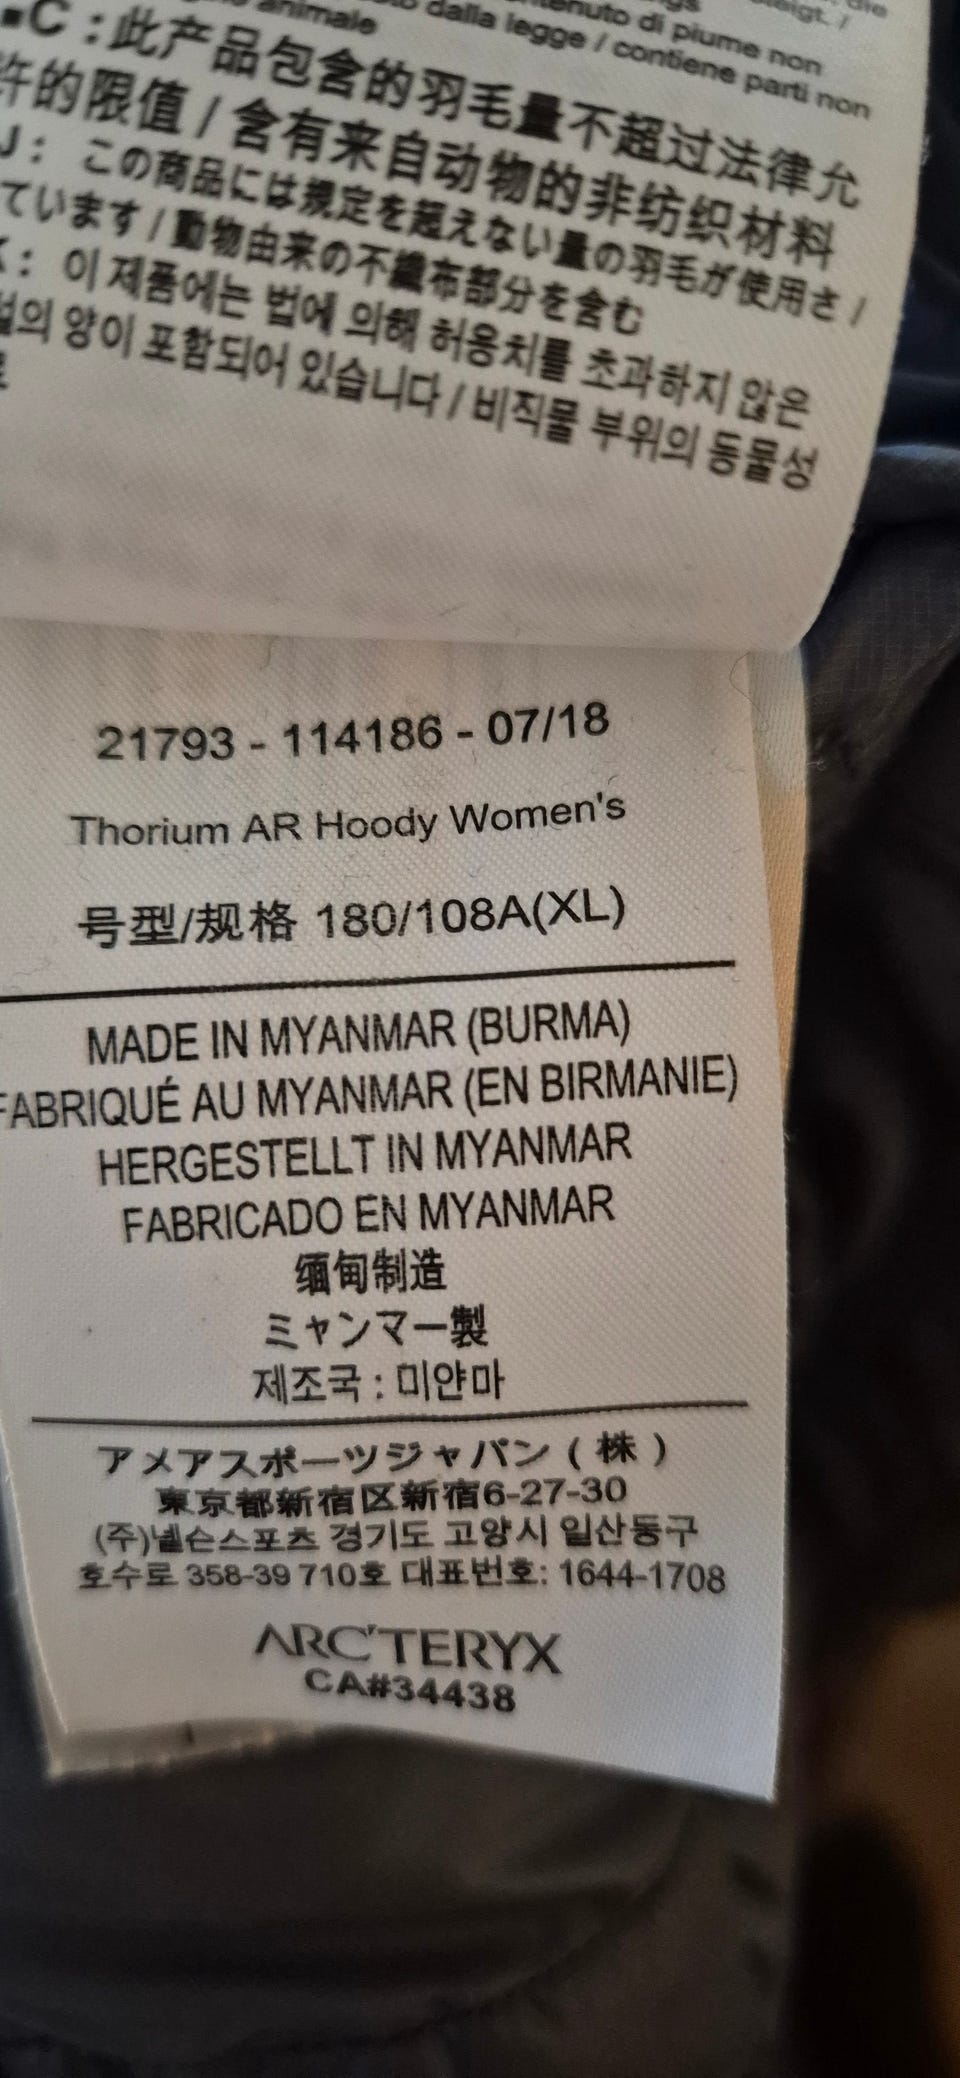 animale
dalla legge / contiene parti non
tenuto di piume non
C : 此产品包含的羽毛量不超过法律允
许的限值 / 含有来自动物的非纺织材料
J : この商品には規定を超えない量の羽毛が使用さ /
ています / 動物由来の不織布部分を含む
K : 이 제품에는 법에 의해 허용치를 초과하지 않은
의 양이 포함되어 있습니다 / 비직물 부위의 동물성
21793 - 114186 - 07/18
Thorium AR Hoody Women's
号型/规格 180/108A(XL)
MADE IN MYANMAR (BURMA)
FABRIQUÉ AU MYANMAR (EN BIRMANIE)
HERGESTELLT IN MYANMAR
FABRICADO EN MYANMAR
缅甸制造
ミャンマー製
제조국 : 미얀마
アメアスポーツジャパン ( 株 )
東京都新宿区新宿6-27-30
(주)넬슨스포츠 경기도 고양시 일산동구
호수로 358-39 710호 대표번호: 1644-1708
ARC'TERYX
CA#34438